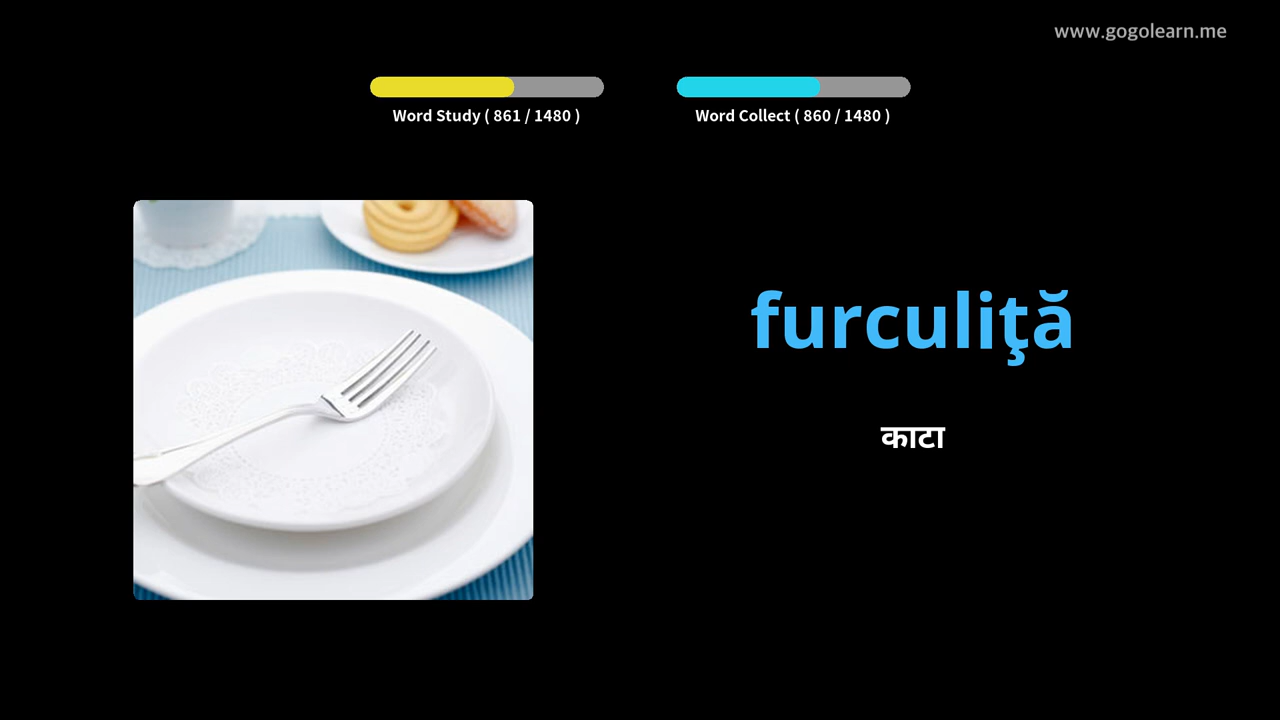 www.gogolearn.me
Word Study ( 861 / 1480 )
Word Collect ( 860 / 1480 )
furculiţă
काटा